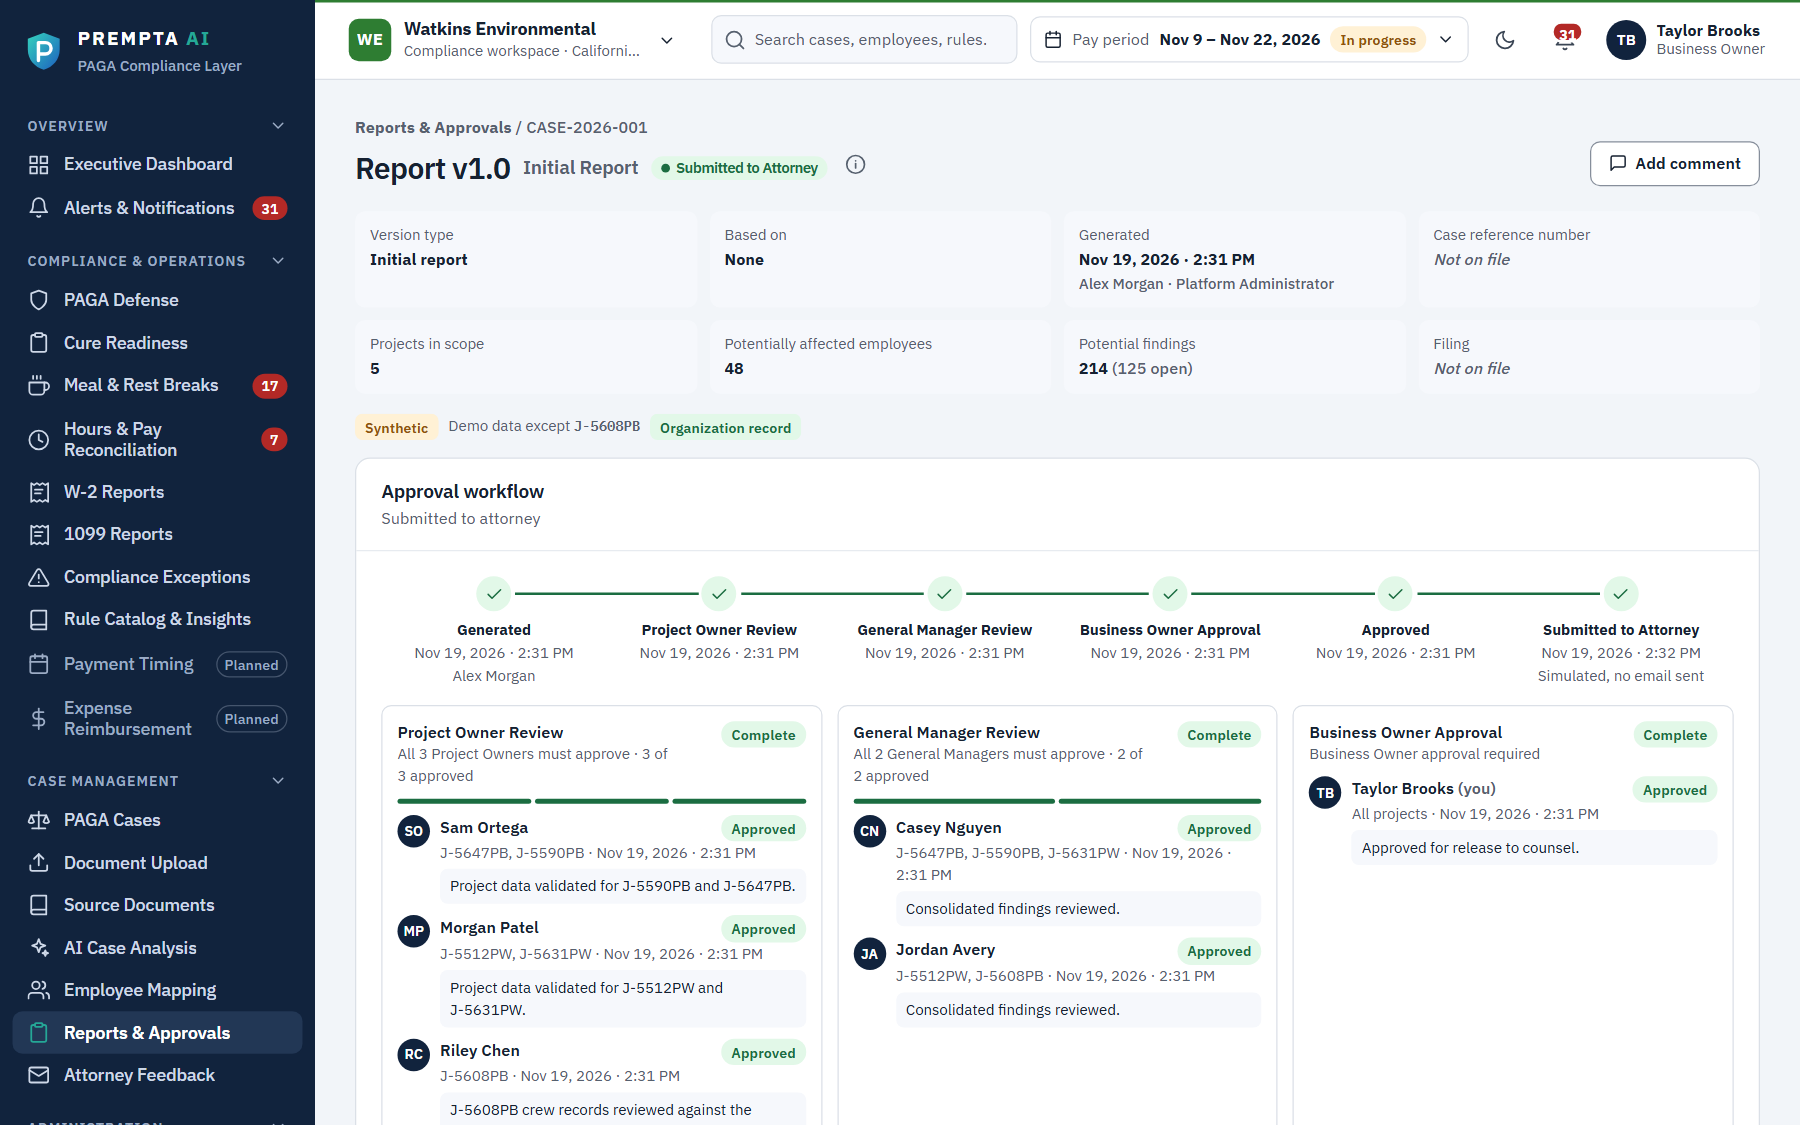 PREMPTA AI
PAGA Compliance Layer
OVERVIEW
Executive Dashboard
Alerts & Notifications 31
COMPLIANCE & OPERATIONS
PAGA Defense
Cure Readiness
Meal & Rest Breaks 17
Hours & Pay
Reconciliation 7
W-2 Reports
1099 Reports
Compliance Exceptions
Rule Catalog & Insights
Payment Timing Planned
Expense
Reimbursement Planned
CASE MANAGEMENT
PAGA Cases
Document Upload
Source Documents
AI Case Analysis
Employee Mapping
Reports & Approvals
Attorney Feedback
ADMINISTRATION
WE
Watkins Environmental
Compliance workspace · Californi...
Search cases, employees, rules.
Pay period Nov 9 – Nov 22, 2026 In progress
31
TB
Taylor Brooks
Business Owner
Reports & Approvals / CASE-2026-001
Report v1.0 Initial Report Submitted to Attorney
Add comment
Version type
Initial report
Based on
None
Generated
Nov 19, 2026 · 2:31 PM
Alex Morgan · Platform Administrator
Case reference number
Not on file
Projects in scope
5
Potentially affected employees
48
Potential findings
214 (125 open)
Filing
Not on file
Synthetic Demo data except J-5608PB Organization record
Approval workflow
Submitted to attorney
Generated
Nov 19, 2026 · 2:31 PM
Alex Morgan
Project Owner Review
Nov 19, 2026 · 2:31 PM
General Manager Review
Nov 19, 2026 · 2:31 PM
Business Owner Approval
Nov 19, 2026 · 2:31 PM
Approved
Nov 19, 2026 · 2:31 PM
Submitted to Attorney
Nov 19, 2026 · 2:32 PM
Simulated, no email sent
Project Owner Review Complete
All 3 Project Owners must approve · 3 of
3 approved
SO Sam Ortega Approved
J-5647PB, J-5590PB · Nov 19, 2026 · 2:31 PM
Project data validated for J-5590PB and J-5647PB.
MP Morgan Patel Approved
J-5512PW, J-5631PW · Nov 19, 2026 · 2:31 PM
Project data validated for J-5512PW and
J-5631PW.
RC Riley Chen Approved
J-5608PB · Nov 19, 2026 · 2:31 PM
J-5608PB crew records reviewed against the
General Manager Review Complete
All 2 General Managers must approve · 2 of
2 approved
CN Casey Nguyen Approved
J-5647PB, J-5590PB, J-5631PW · Nov 19, 2026 ·
2:31 PM
Consolidated findings reviewed.
JA Jordan Avery Approved
J-5512PW, J-5608PB · Nov 19, 2026 · 2:31 PM
Consolidated findings reviewed.
Business Owner Approval Complete
Business Owner approval required
TB Taylor Brooks (you) Approved
All projects · Nov 19, 2026 · 2:31 PM
Approved for release to counsel.